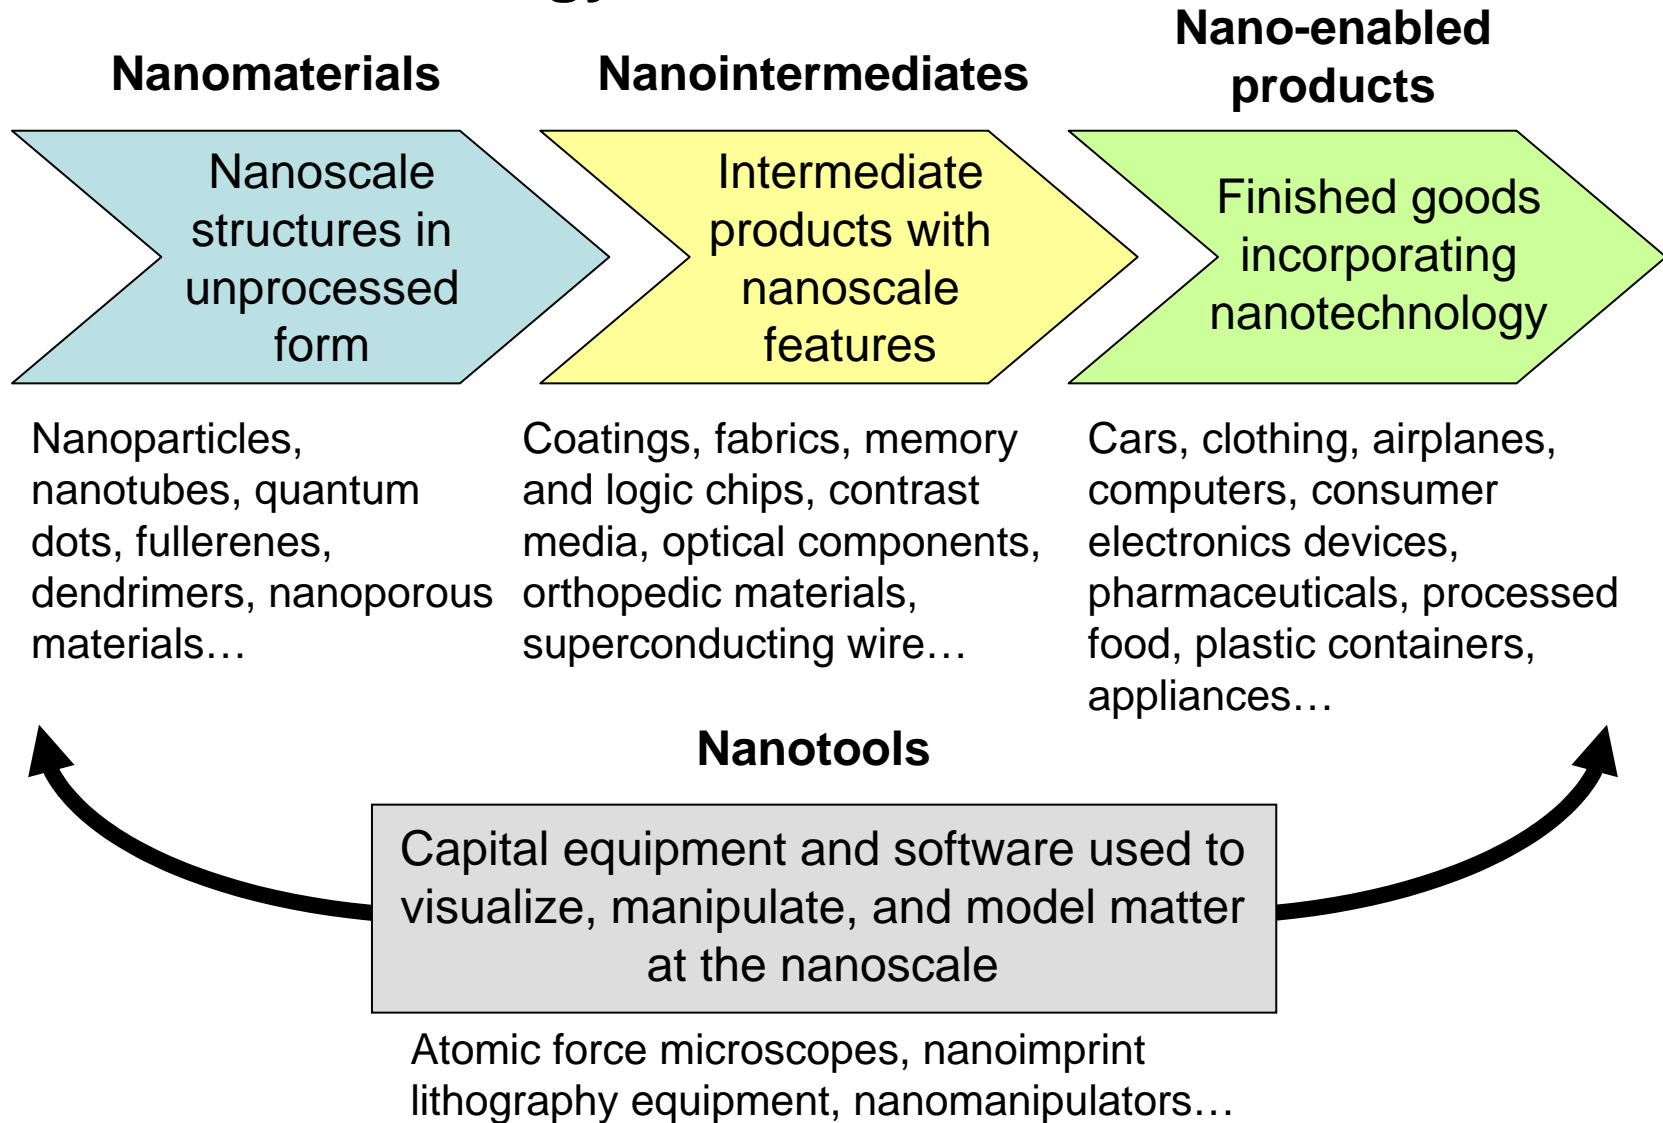 Nanomaterials
Nanoscale
structures in
unprocessed
form
Nanoparticles,
nanotubes, quantum
dots, fullerenes,
dendrimers, nanoporous
materials…
Nanointermediates
Intermediate
products with
nanoscale
features
Coatings, fabrics, memory
and logic chips, contrast
media, optical components,
orthopedic materials,
superconducting wire…
Nano-enabled
products
Finished goods
incorporating
nanotechnology
Cars, clothing, airplanes,
computers, consumer
electronics devices,
pharmaceuticals, processed
food, plastic containers,
appliances…
Nanotools
Capital equipment and software used to
visualize, manipulate, and model matter
at the nanoscale
Atomic force microscopes, nanoimprint
lithography equipment, nanomanipulators…